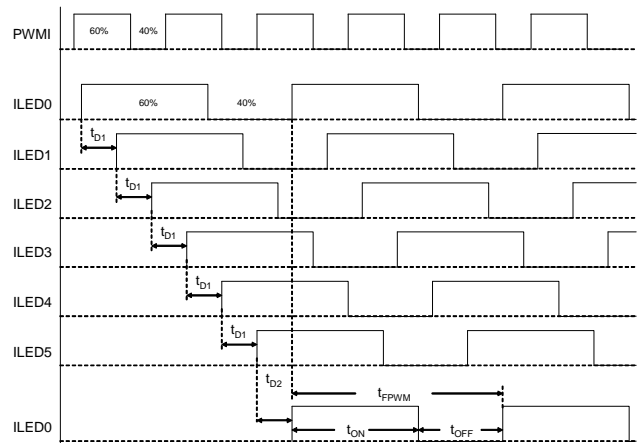 PWMI
60%
40%
ILED0
60%
40%
tD1
ILED1
tD1
ILED2
tD1
ILED3
tD1
ILED4
tD1
ILED5
tD2
tFPWM
tON
tOFF
ILED0